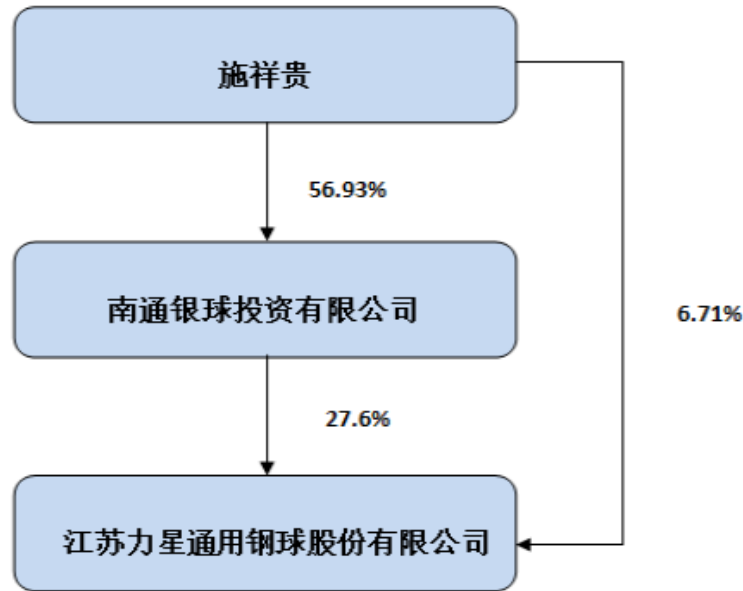 施祥贵
56.93%
南通银球投资有限公司
6.71%
27.6%
江苏力星通用钢球股份有限公司